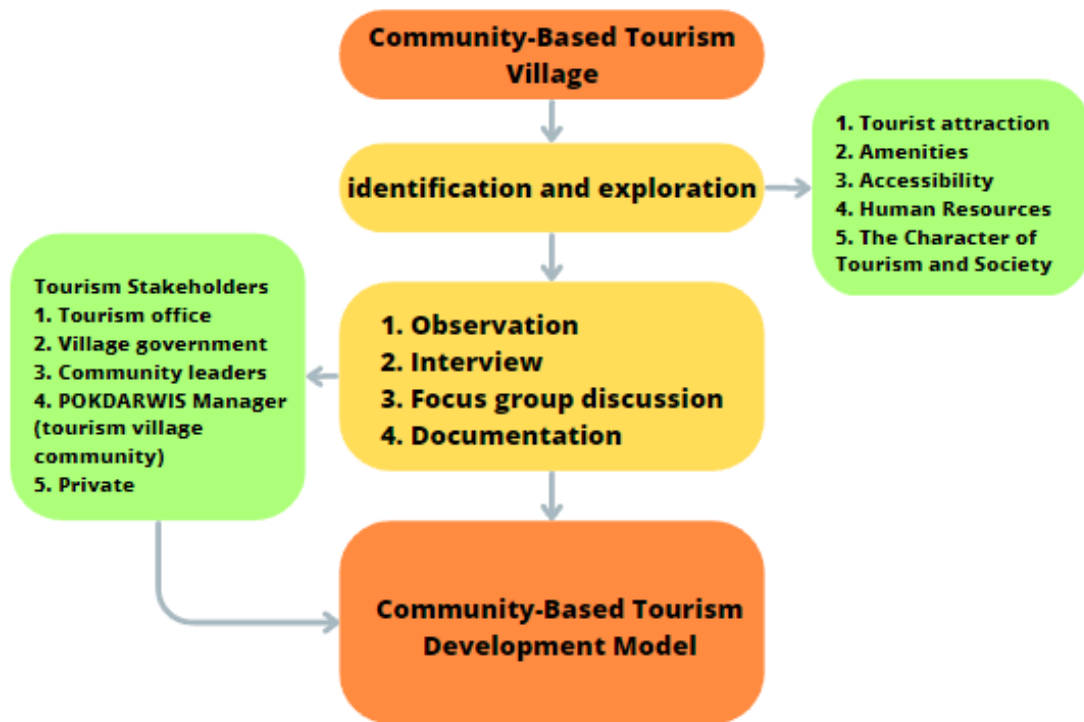 Community-Based Tourism
Village
identification and exploration
1. Tourist attraction
2. Amenities
3. Accessibility
4. Human Resources
5. The Character of
Tourism and Society
1. Observation
2. Interview
3. Focus group discussion
4. Documentation
Tourism Stakeholders
1. Tourism office
2. Village government
3. Community leaders
4. POKDARWIS Manager
(tourism village
community)
5. Private
Community-Based Tourism
Development Model